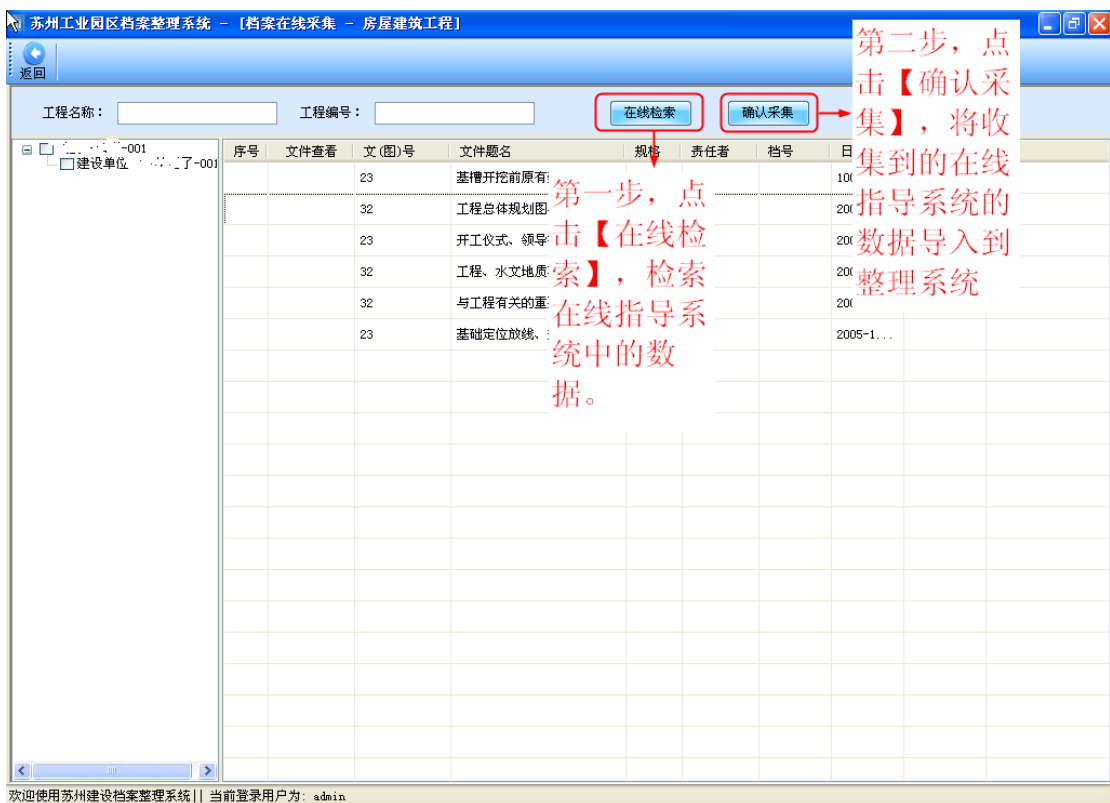 苏州工业园区档案整理系统 - [档案在线采集 - 房屋建筑工程]
返回
工程名称：
工程编号：
在线检索
确认采集
第二步，点
击【确认采
集】，将收
集到的在线
指导系统的
数据导入到
整理系统
-001
建设单位
了-001
序号 文件查看 文(图)号 文件题名 规格 责任者 档号 日
23 基槽开挖前原有 100
32 工程总体规划图 200
23 开工仪式、领导 200
32 工程、水文地质 200
32 与工程有关的重 200
23 基础定位放线、 2005-1...
第一步，点
击【在线检
索】，检索
在线指导系
统中的数
据。
欢迎使用苏州建设档案整理系统|| 当前登录用户为: admin